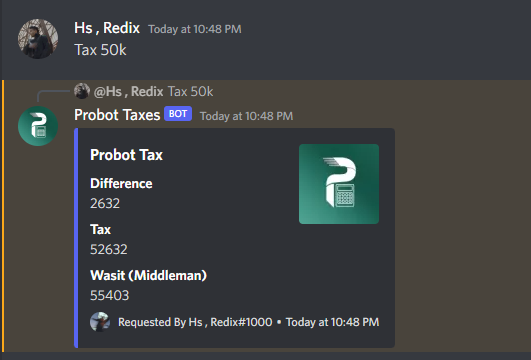 Hs , Redix Today at 10:48 PM
Tax 50k
@Hs , Redix Tax 50k
Probot Taxes BOT Today at 10:48 PM
Probot Tax
Difference
2632
Tax
52632
Wasit (Middleman)
55403
Requested By Hs , Redix#1000 • Today at 10:48 PM